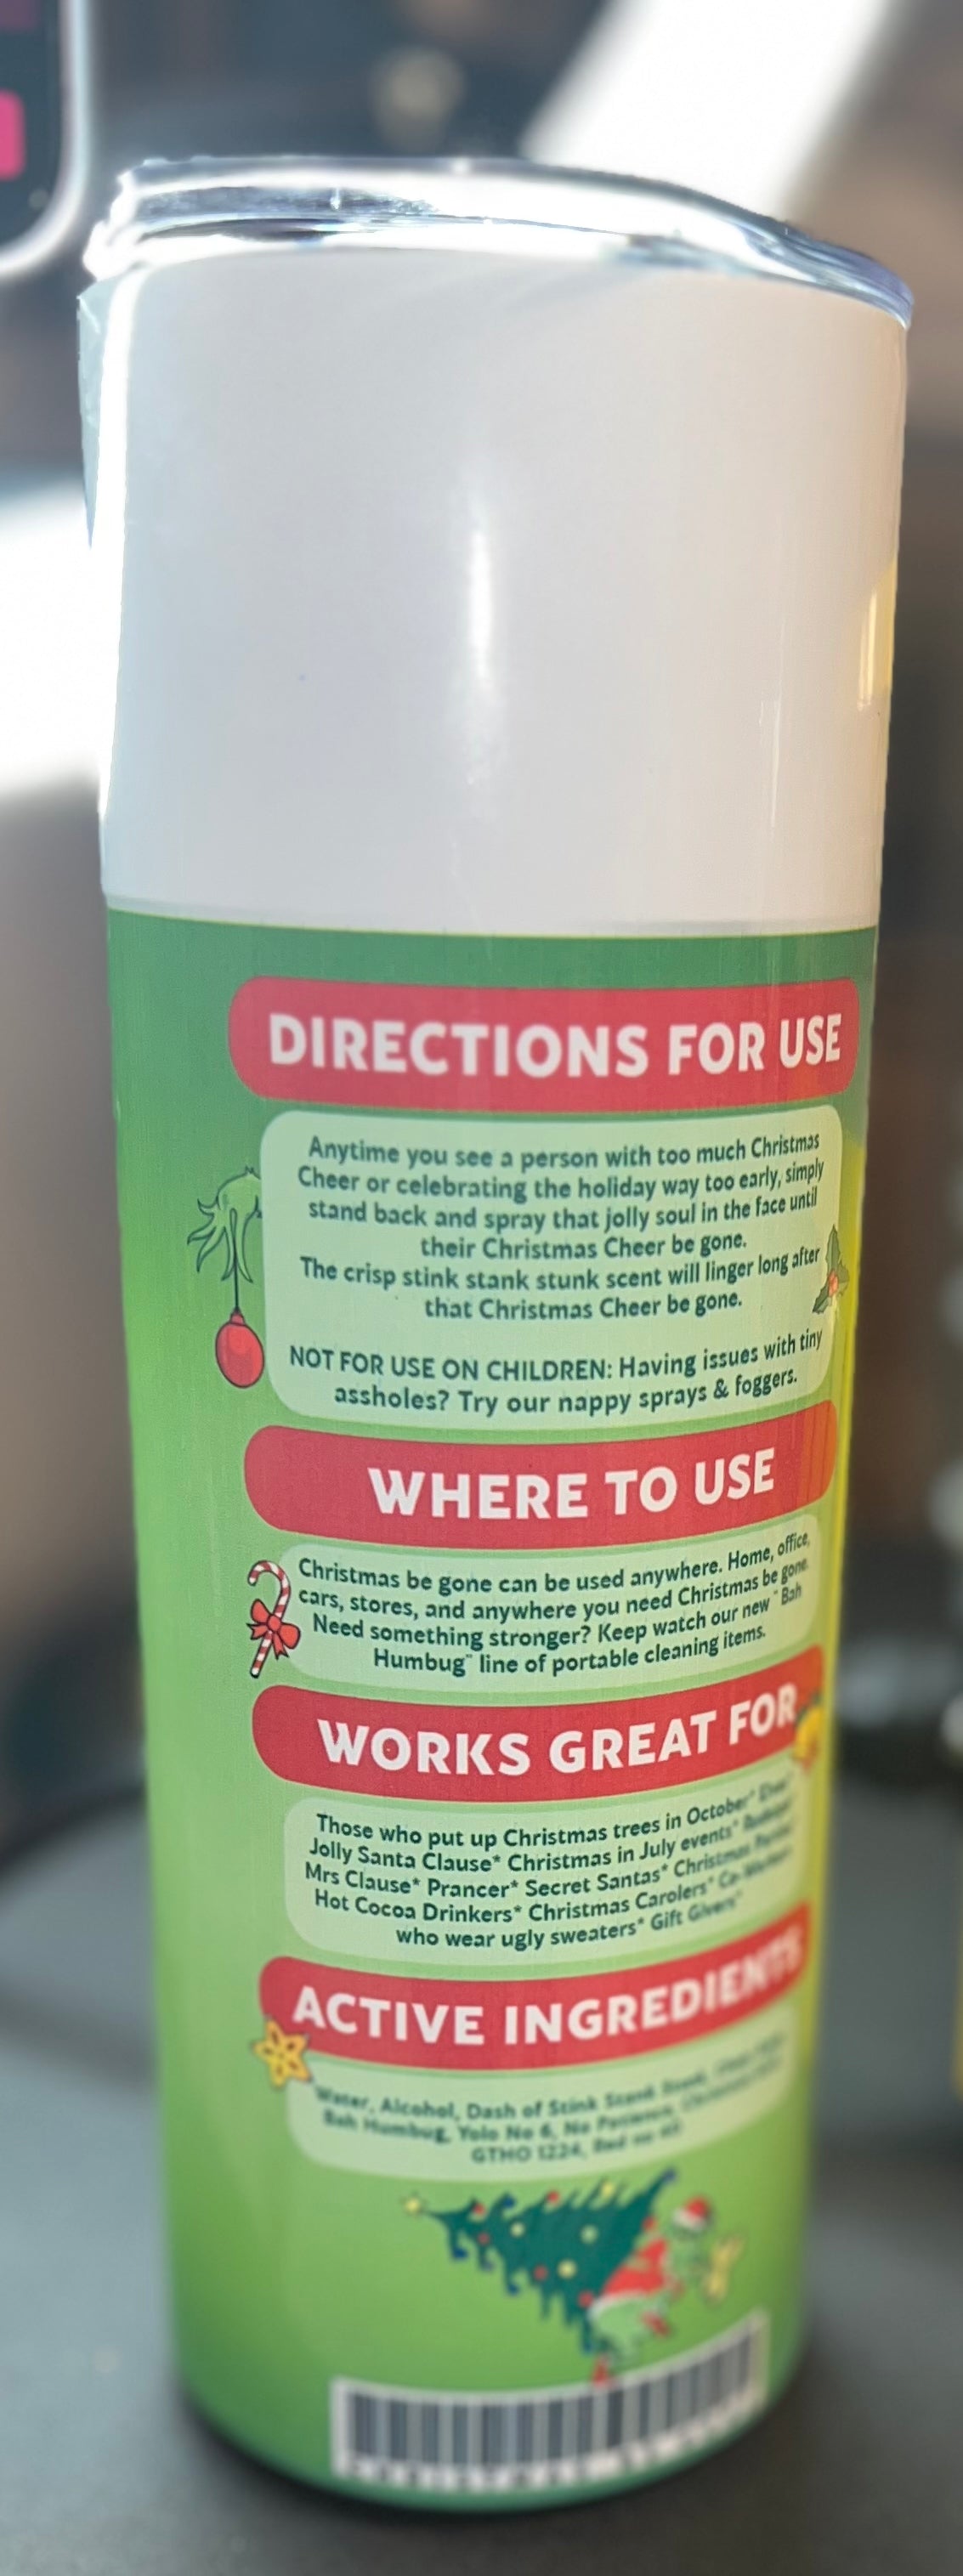 DIRECTIONS FOR USE
Anytime you see a person with too much Christmas
Cheer or celebrating the holiday way too early, simply
stand back and spray that jolly soul in the face until
their Christmas Cheer be gone.
The crisp stink stank stunk scent will linger long after
that Christmas Cheer be gone.
NOT FOR USE ON CHILDREN: Having issues with tiny
assholes? Try our nappy sprays & foggers.
WHERE TO USE
Christmas be gone can be used anywhere. Home, office,
cars, stores, and anywhere you need Christmas be gone.
Need something stronger? Keep watch our new "Bah
Humbug" line of portable cleaning items.
WORKS GREAT FOR
Those who put up Christmas trees in October*
Jolly Santa Clause* Christmas in July events*
Mrs Clause* Prancer* Secret Santas* Christmas
Hot Cocoa Drinkers* Christmas Carolers*
who wear ugly sweaters* Gift Givers*
ACTIVE INGREDIENTS
Water, Alcohol, Dash of Stink Stank
Bah Humbug, Yolo No 6, No
GTHO 1224,